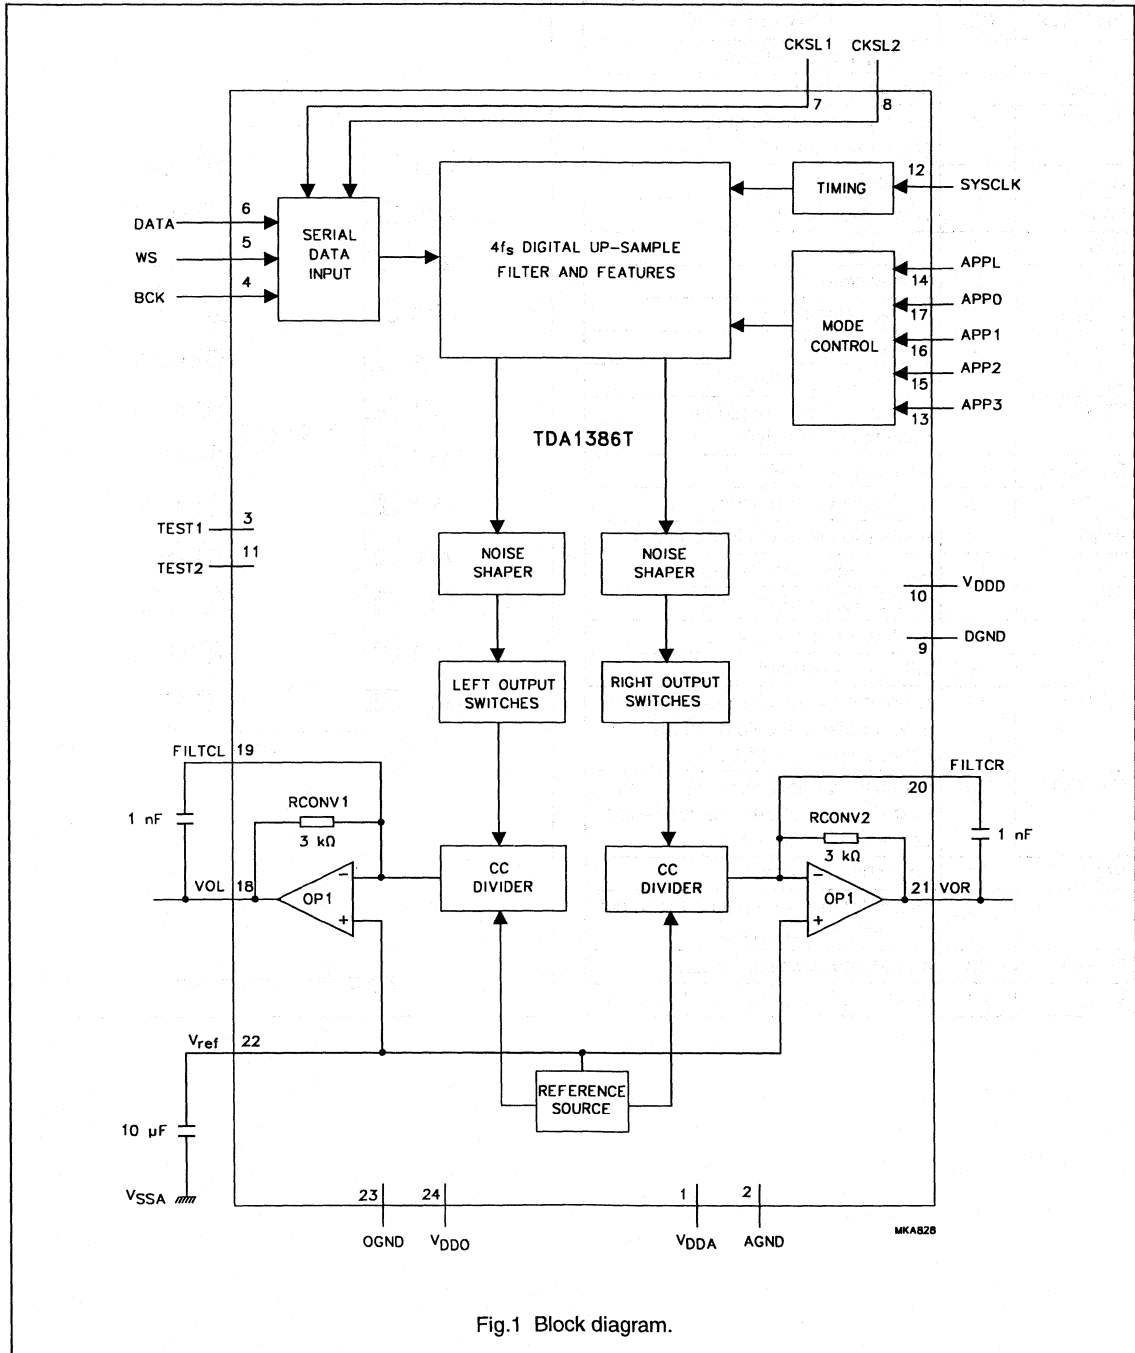 CKSL1 CKSL2
7 8
12
TIMING
SYSCLK
6
DATA
5
WS
4
BCK
SERIAL
DATA
INPUT
4fs DIGITAL UP-SAMPLE
FILTER AND FEATURES
MODE
CONTROL
APPL
14
APP0
17
APP1
16
APP2
15
APP3
13
TDA1386T
3
TEST1
11
TEST2
NOISE
SHAPER
NOISE
SHAPER
VDDD
10
DGND
9
LEFT OUTPUT
SWITCHES
RIGHT OUTPUT
SWITCHES
FILTCL 19
FILTCR
20
1 nF
RCONV1
3 kΩ
RCONV2
3 kΩ
1 nF
VOL 18
OP1
−
+
CC
DIVIDER
CC
DIVIDER
−
+
OP1
21 VOR
Vref 22
REFERENCE
SOURCE
10 µF
VSSA
23 24 1 2
OGND VDDO VDDA AGND
MKA828
Fig.1 Block diagram.